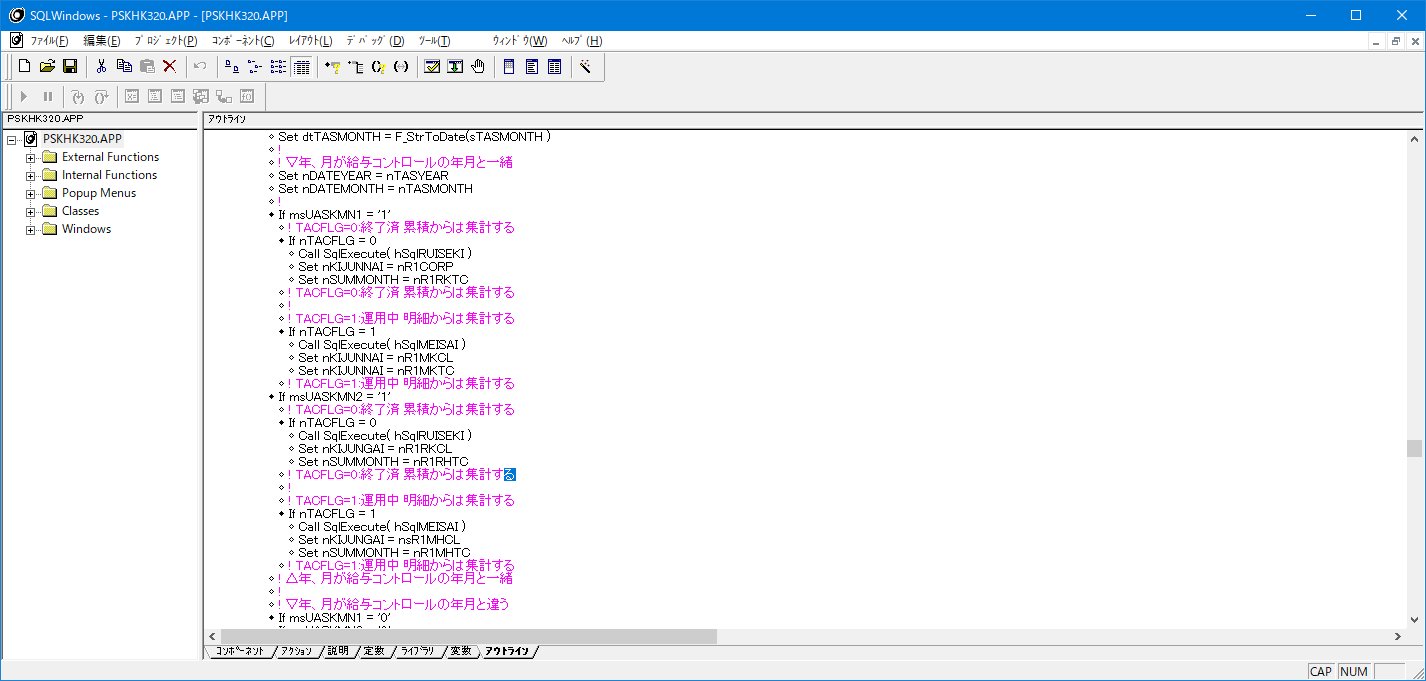 SQLWindows - PSKHK320.APP - [PSKHK320.APP]
ﾌｧｲﾙ(F) 編集(E) ﾌﾟﾛｼﾞｪｸﾄ(P) ｺﾝﾎﾟｰﾈﾝﾄ(C) ﾚｲｱｳﾄ(L) ﾃﾞﾊﾞｯｸﾞ(D) ﾂｰﾙ(T) ｳｨﾝﾄﾞｳ(W) ﾍﾙﾌﾟ(H)
PSKHK320.APP
PSKHK320.APP
External Functions
Internal Functions
Popup Menus
Classes
Windows
ｱｳﾄﾗｲﾝ
Set dtTASMONTH = F_StrToDate(sTASMONTH )
!
! ▽年、月が給与コントロールの年月と一緒
Set nDATEYEAR = nTASYEAR
Set nDATEMONTH = nTASMONTH
!
If msUASKMN1 = '1'
! TACFLG=0:終了済 累積からは集計する
If nTACFLG = 0
Call SqlExecute( hSqlRUISEKI )
Set nKIJUNNAI = nR1CORP
Set nSUMMONTH = nR1RKTC
! TACFLG=0:終了済 累積からは集計する
!
! TACFLG=1:運用中 明細からは集計する
If nTACFLG = 1
Call SqlExecute( hSqlMEISAI )
Set nKIJUNNAI = nR1MKCL
Set nKIJUNNAI = nR1MKTC
! TACFLG=1:運用中 明細からは集計する
If msUASKMN2 = '1'
! TACFLG=0:終了済 累積からは集計する
If nTACFLG = 0
Call SqlExecute( hSqlRUISEKI )
Set nKIJUNGAI = nR1RKCL
Set nSUMMONTH = nR1RHTC
! TACFLG=0:終了済 累積からは集計する
!
! TACFLG=1:運用中 明細からは集計する
If nTACFLG = 1
Call SqlExecute( hSqlMEISAI )
Set nKIJUNGAI = nsR1MHCL
Set nSUMMONTH = nR1MHTC
! TACFLG=1:運用中 明細からは集計する
! △年、月が給与コントロールの年月と一緒
!
! ▽年、月が給与コントロールの年月と違う
If msUASKMN1 = '0'
ｺﾝﾎﾟｰﾈﾝﾄ ｱｸｼｮﾝ 説明 定数 ﾗｲﾌﾞﾗﾘ 変数 ｱｳﾄﾗｲﾝ
CAP NUM